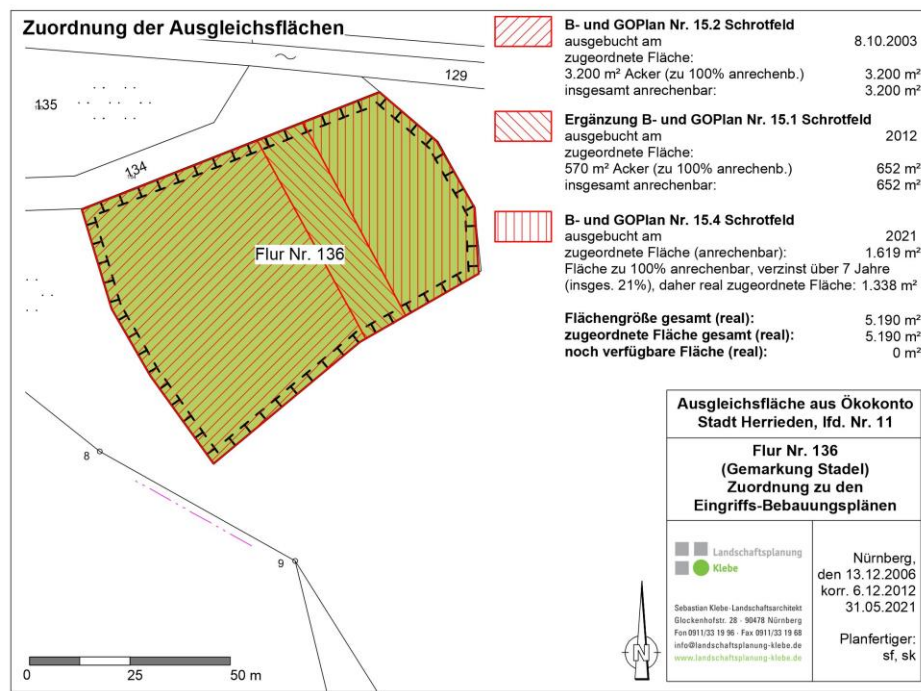 Zuordnung der Ausgleichsflächen
129
135
134
Flur Nr. 136
8
9
0 25 50 m
N
B- und GOPlan Nr. 15.2 Schrotfeld
ausgebucht am 8.10.2003
zugeordnete Fläche:
3.200 m² Acker (zu 100% anrechenb.) 3.200 m²
insgesamt anrechenbar: 3.200 m²
Ergänzung B- und GOPlan Nr. 15.1 Schrotfeld
ausgebucht am 2012
zugeordnete Fläche:
570 m² Acker (zu 100% anrechenb.) 652 m²
insgesamt anrechenbar: 652 m²
B- und GOPlan Nr. 15.4 Schrotfeld
ausgebucht am 2021
zugeordnete Fläche (anrechenbar): 1.619 m²
Fläche zu 100% anrechenbar, verzinst über 7 Jahre
(insges. 21%), daher real zugeordnete Fläche: 1.338 m²
Flächengröße gesamt (real): 5.190 m²
zugeordnete Fläche gesamt (real): 5.190 m²
noch verfügbare Fläche (real): 0 m²
Ausgleichsfläche aus Ökokonto
Stadt Herrieden, lfd. Nr. 11
Flur Nr. 136
(Gemarkung Stadel)
Zuordnung zu den
Eingriffs-Bebauungsplänen
Landschaftsplanung
Klebe
Sebastian Klebe-Landschaftsarchitekt
Glockenhofstr. 28 - 90478 Nürnberg
Fon 0911/33 19 96 - Fax 0911/33 19 68
info@landschaftsplanung-klebe.de
www.landschaftsplanung-klebe.de
Nürnberg,
den 13.12.2006
korr. 6.12.2012
31.05.2021
Planfertiger:
sf, sk